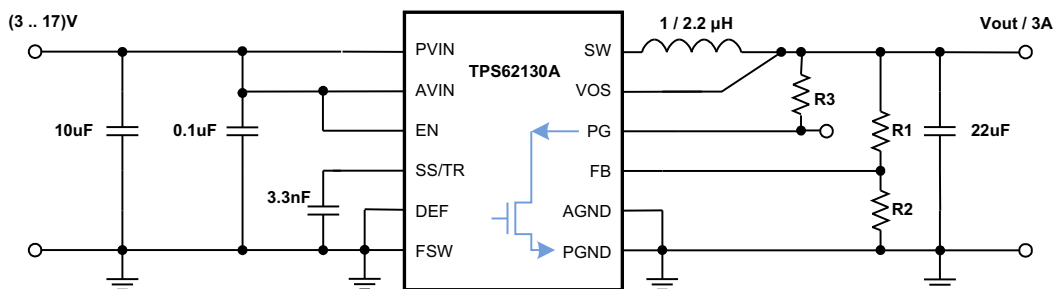 (3 .. 17)V
1 / 2.2 µH
Vout / 3A
PVIN
SW
TPS62130A
AVIN
VOS
R3
10uF
0.1uF
EN
PG
R1
22uF
SS/TR
FB
3.3nF
DEF
AGND
R2
FSW
PGND